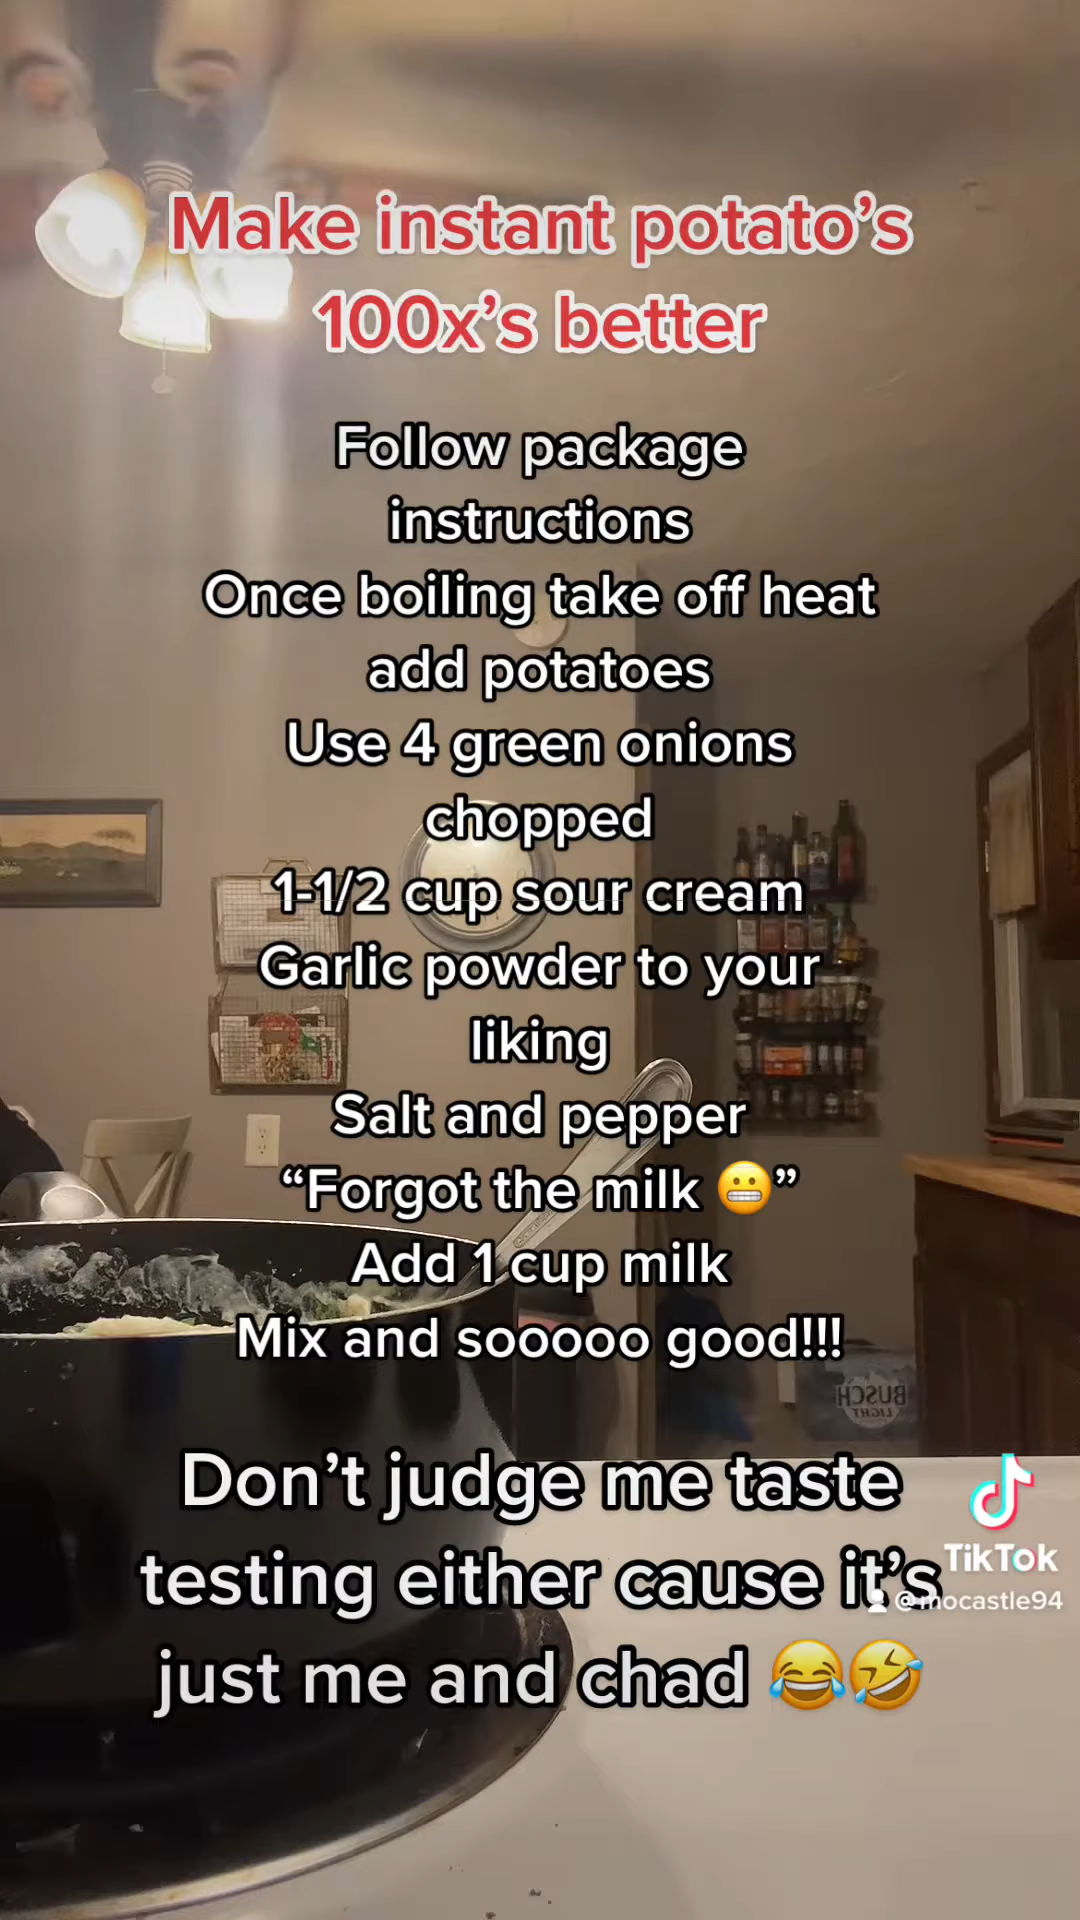 Make instant potato’s
100x’s better
Follow package
instructions
Once boiling take off heat
add potatoes
Use 4 green onions
chopped
1-1/2 cup sour cream
Garlic powder to your
liking
Salt and pepper
“Forgot the milk 😬”
Add 1 cup milk
Mix and sooooo good!!!
BUSCH
LIGHT
Don’t judge me taste
testing either cause it’s
just me and chad 😂🤣
TikTok
@mocastle94